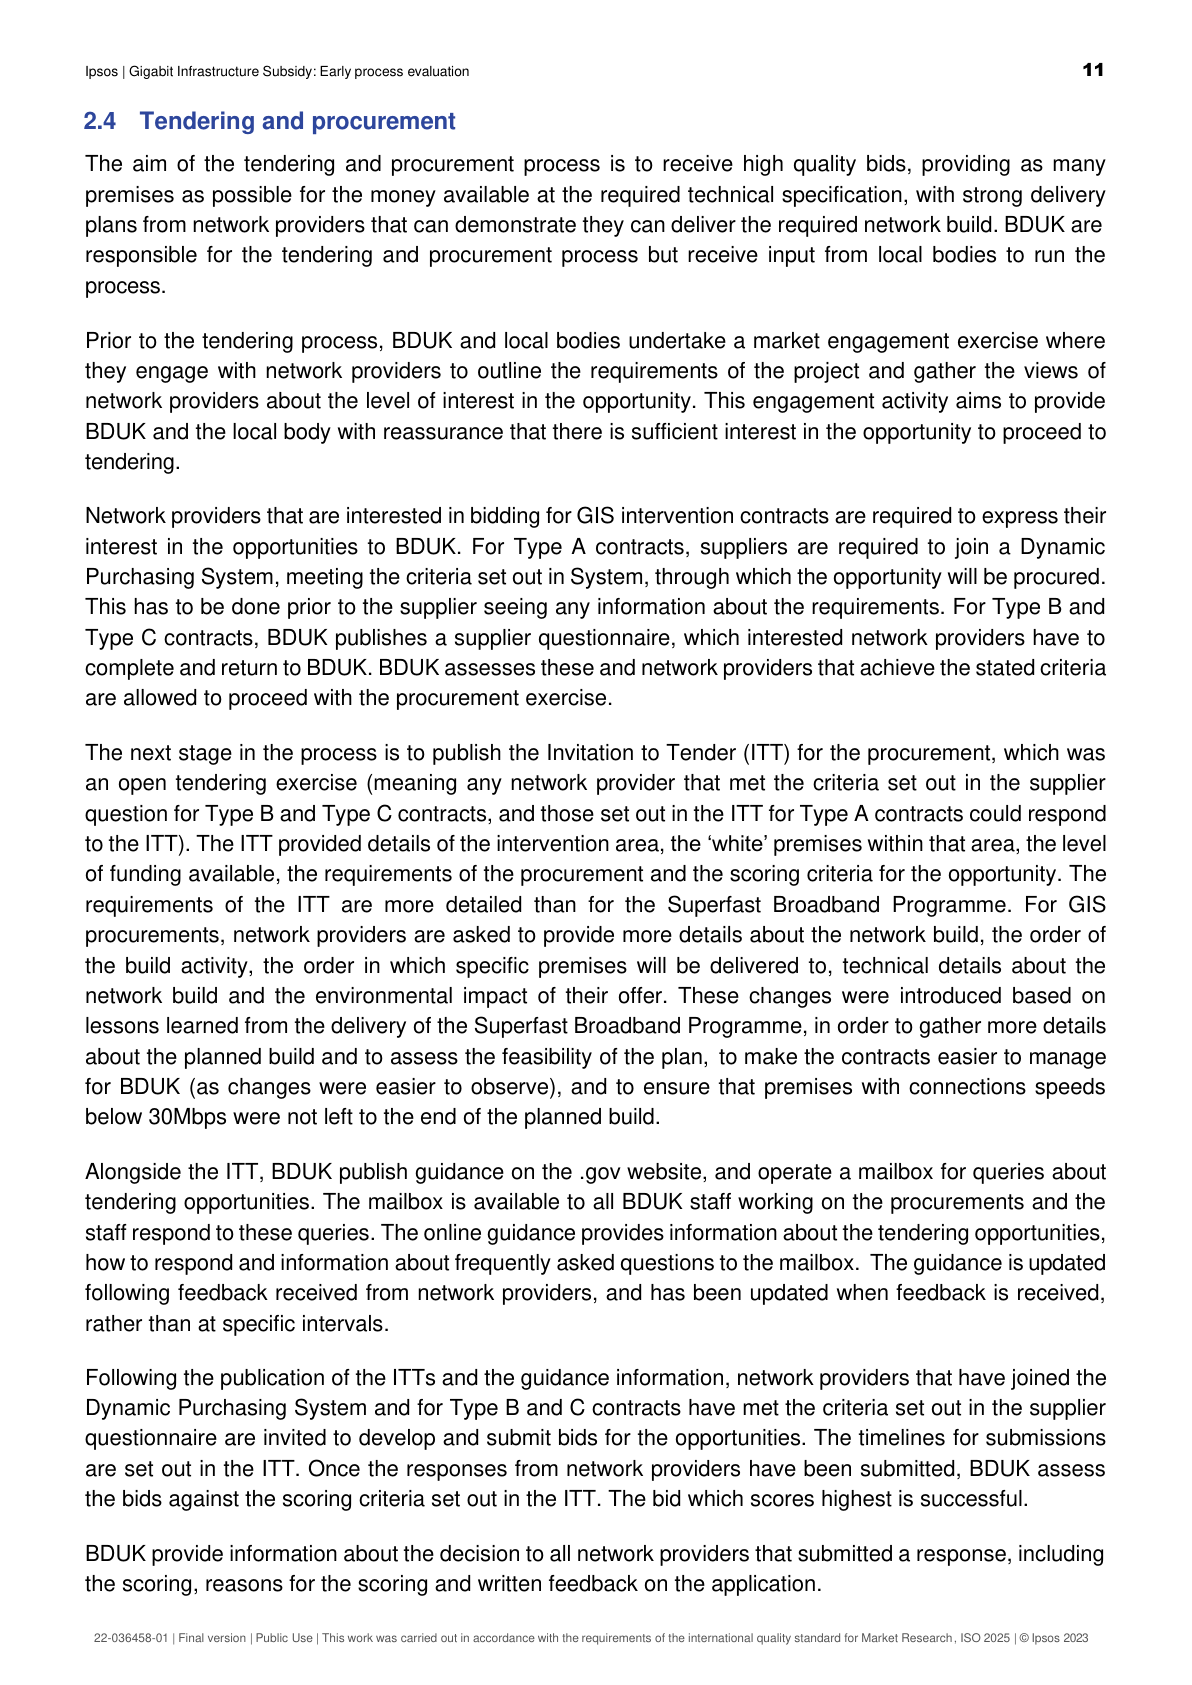 Ipsos | Gigabit Infrastructure Subsidy: Early process evaluation 11
2.4 Tendering and procurement
The aim of the tendering and procurement process is to receive high quality bids, providing as many
premises as possible for the money available at the required technical specification, with strong delivery
plans from network providers that can demonstrate they can deliver the required network build. BDUK are
responsible for the tendering and procurement process but receive input from local bodies to run the
process.
Prior to the tendering process, BDUK and local bodies undertake a market engagement exercise where
they engage with network providers to outline the requirements of the project and gather the views of
network providers about the level of interest in the opportunity. This engagement activity aims to provide
BDUK and the local body with reassurance that there is sufficient interest in the opportunity to proceed to
tendering.
Network providers that are interested in bidding for GIS intervention contracts are required to express their
interest in the opportunities to BDUK. For Type A contracts, suppliers are required to join a Dynamic
Purchasing System, meeting the criteria set out in System, through which the opportunity will be procured.
This has to be done prior to the supplier seeing any information about the requirements. For Type B and
Type C contracts, BDUK publishes a supplier questionnaire, which interested network providers have to
complete and return to BDUK. BDUK assesses these and network providers that achieve the stated criteria
are allowed to proceed with the procurement exercise.
The next stage in the process is to publish the Invitation to Tender (ITT) for the procurement, which was
an open tendering exercise (meaning any network provider that met the criteria set out in the supplier
question for Type B and Type C contracts, and those set out in the ITT for Type A contracts could respond
to the ITT). The ITT provided details of the intervention area, the ‘white’ premises within that area, the level
of funding available, the requirements of the procurement and the scoring criteria for the opportunity. The
requirements of the ITT are more detailed than for the Superfast Broadband Programme. For GIS
procurements, network providers are asked to provide more details about the network build, the order of
the build activity, the order in which specific premises will be delivered to, technical details about the
network build and the environmental impact of their offer. These changes were introduced based on
lessons learned from the delivery of the Superfast Broadband Programme, in order to gather more details
about the planned build and to assess the feasibility of the plan, to make the contracts easier to manage
for BDUK (as changes were easier to observe), and to ensure that premises with connections speeds
below 30Mbps were not left to the end of the planned build.
Alongside the ITT, BDUK publish guidance on the .gov website, and operate a mailbox for queries about
tendering opportunities. The mailbox is available to all BDUK staff working on the procurements and the
staff respond to these queries. The online guidance provides information about the tendering opportunities,
how to respond and information about frequently asked questions to the mailbox. The guidance is updated
following feedback received from network providers, and has been updated when feedback is received,
rather than at specific intervals.
Following the publication of the ITTs and the guidance information, network providers that have joined the
Dynamic Purchasing System and for Type B and C contracts have met the criteria set out in the supplier
questionnaire are invited to develop and submit bids for the opportunities. The timelines for submissions
are set out in the ITT. Once the responses from network providers have been submitted, BDUK assess
the bids against the scoring criteria set out in the ITT. The bid which scores highest is successful.
BDUK provide information about the decision to all network providers that submitted a response, including
the scoring, reasons for the scoring and written feedback on the application.
22-036458-01 | Final version | Public Use | This work was carried out in accordance with the requirements of the international quality standard for Market Research, ISO 2025 | © Ipsos 2023